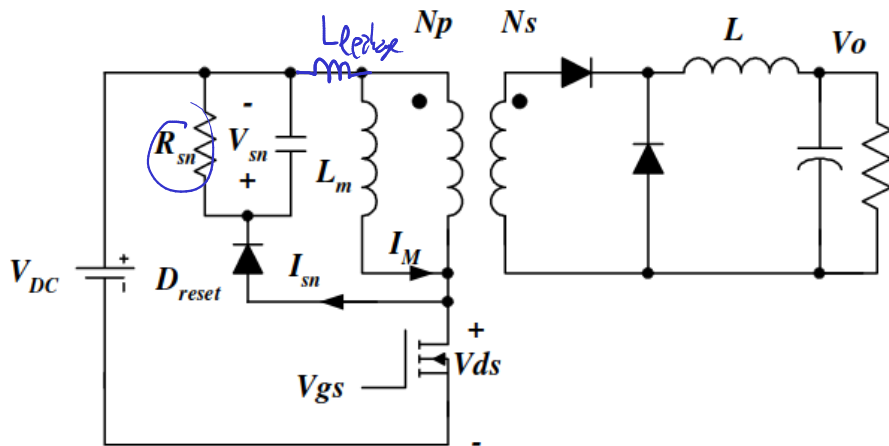 Lleakage
Np
Ns
L
Vo
Rsn
-
Vsn
+
Lm
VDC
+
Dreset
Isn
IM
+
Vds
Vgs
-